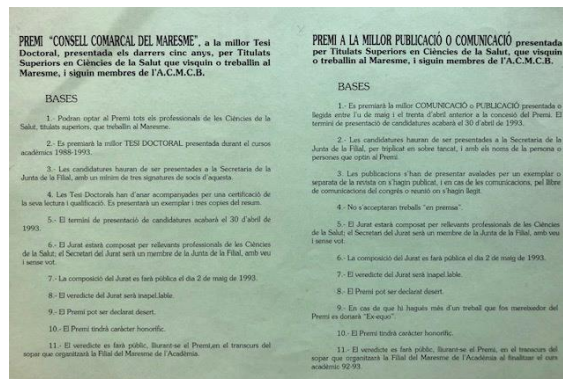 PREMI "CONSELL COMARCAL DEL MARESME", a la millor Tesi
Doctoral, presentada els darrers cinc anys, per Titulats
Superiors en Ciències de la Salut, que visquin o treballin al
Maresme, i siguin membres de l'A.C.M.C.B.
BASES
1.- Podran optar al Premi tots els professionals de les Ciències de la
Salut, titulats superiors, que treballin al Maresme.
2.- Es premiarà la millor TESI DOCTORAL presentada durant el cursos
acadèmics 1988-1993.
3.- Les candidatures hauran de ser presentades a la Secretaria de la
Junta de la Filial, amb un mínim de tres signatures de socis d'aquesta.
4. Les Tesi Doctorals han d'anar acompanyades per una certificació de
la seva lectura i qualificació. Es presentarà un exemplar i tres copies del resum.
5.- El termini de presentació de candidatures acabarà el 30 d'abril de
1993.
6.- El Jurat estarà composat per rellevants professionals de les Ciències
de la Salut; el Secretari del Jurat serà un membre de la Junta de la Filial, amb veu
i sense vot.
7.- La composició del Jurat es farà pública el dia 2 de maig de 1993.
8.- El veredicte del Jurat serà inapel.lable.
9.- El Premi pot ser declarat desert.
10.- El Premi tindrà caràcter honorífic.
11.- El veredicte es farà públic, lliurant-se el Premi,en el transcurs del
sopar que organitzarà la Filial del Maresme de l'Acadèmia.
PREMI A LA MILLOR PUBLICACIÓ O COMUNICACIÓ presentada
per Titulats Superiors en Ciències de la Salut, que visquin
o treballin al Maresme, i siguin membres de l'A.C.M.C.B.
BASES
1.- Es premiarà la millor COMUNICACIÓ o PUBLICACIÓ presentada o
llegida entre l'u de maig i el trenta d'abril anterior a la concesió del Premi. El
termini de presentació de candidatures acabarà el 30 d'abril de 1993.
2.- Les candidatures hauran de ser presentades a la Secretaria de la
Junta de la Filial, per triplicat en sobre tancat, i amb els noms de la persona o
persones que optin al Premi.
3. Les publicacions s'han de presentar avalades per un exemplar o
separata de la revista on s'hagin publicat, i en cas de les comunicacions, pel llibre
de comunicacions del congrés o reunió on s'hagin llegit.
4.- No s'acceptaran treballs "en premsa".
5.- El Jurat estarà composat per rellevants professionals de les Ciències
de la Salut; el Secretari del Jurat serà un membre de la Junta de la Filial, amb veu
i sense vot.
6.- La composició del Jurat es farà pública el dia 2 de maig de 1993.
7.- El veredicte del Jurat serà inapel.lable.
8.- El Premi pot ser declarat desert.
9.- En cas de que hi hagués més d'un treball que fos mereixedor del
Premi es donarà "Ex-equo".
10.- El Premi tindrà caràcter honorífic.
11.- El veredicte es farà públic, lliurant-se el Premi, en el transcurs del
sopar que organitzarà la Filial del Maresme de l'Acadèmia al finalitzar el curs
acadèmic 92-93.